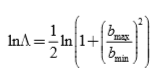 lnΛ = 1/2 ln(1 + (b_max/b_min)^2)